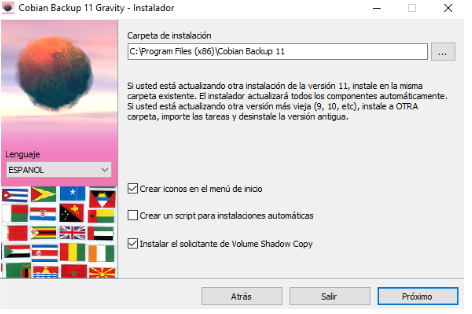 Cobian Backup 11 Gravity - Instalador
Carpeta de instalación
C:\Program Files (x86)\Cobian Backup 11
...
Si usted está actualizando otra instalación de la versión 11, instale en la misma
carpeta existente. El instalador actualizará todos los componentes automáticamente.
Si usted está actualizando otra versión más vieja (9, 10, etc), instale a OTRA
carpeta, importe las tareas y desinstale la versión antigua.
Lenguaje
ESPANOL
Crear iconos en el menú de inicio
Crear un script para instalaciones automáticas
Instalar el solicitante de Volume Shadow Copy
Atrás
Salir
Próximo